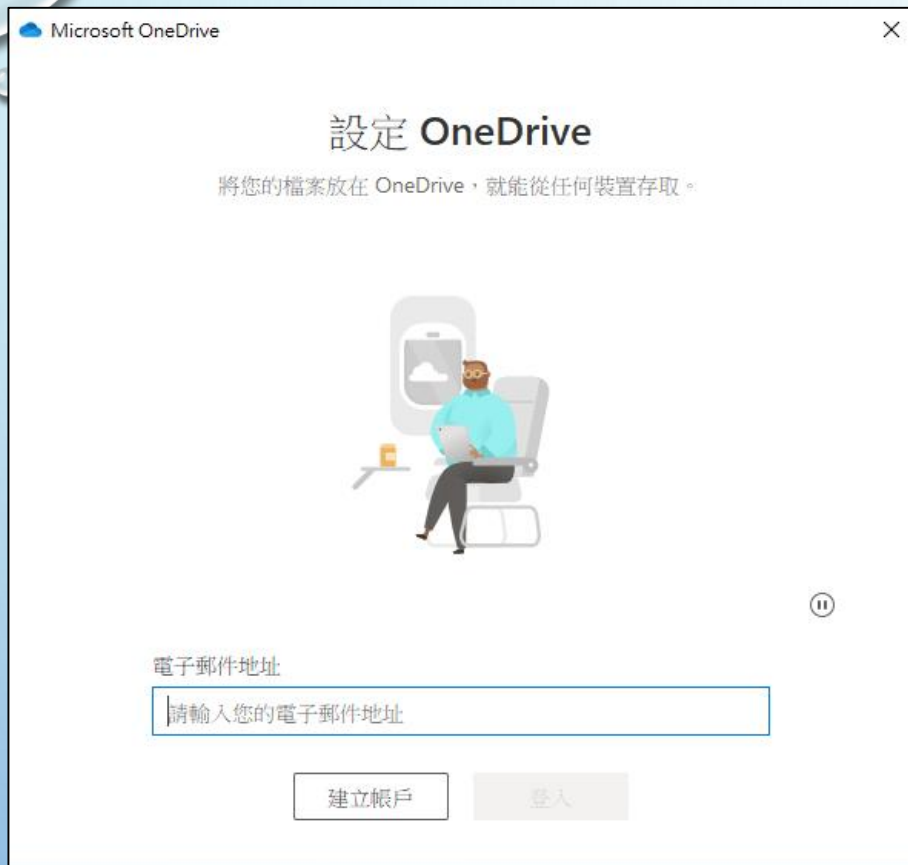 Microsoft OneDrive
設定 OneDrive
將您的檔案放在 OneDrive，就能從任何裝置存取。
電子郵件地址
請輸入您的電子郵件地址
建立帳戶 登入